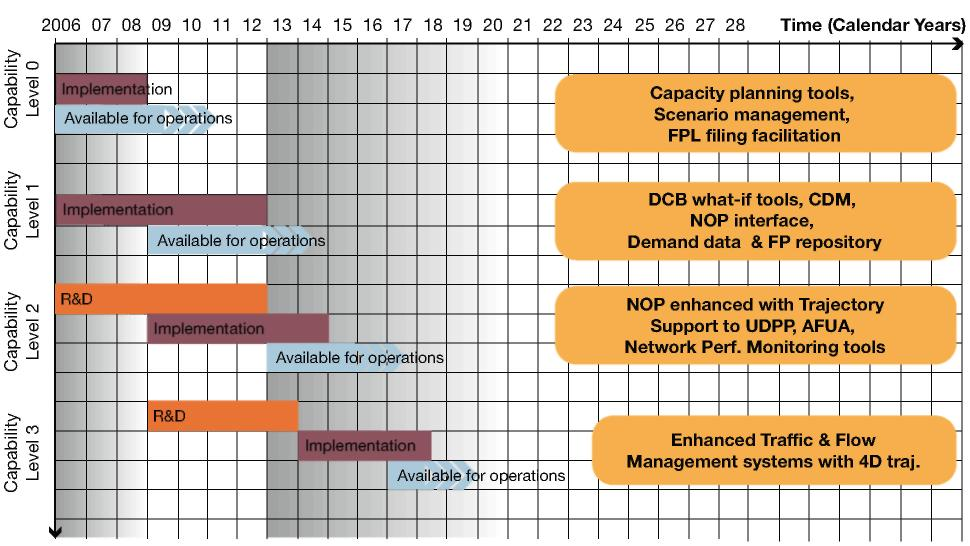 2006 07 08 09 10 11 12 13 14 15 16 17 18 19 20 21 22 23 24 25 26 27 28 Time (Calendar Years)
Capability
Level 0
Implementation
Available for operations
Capacity planning tools,
Scenario management,
FPL filing facilitation
Capability
Level 1
Implementation
Available for operations
DCB what-if tools, CDM,
NOP interface,
Demand data & FP repository
Capability
Level 2
R&D
Implementation
Available for operations
NOP enhanced with Trajectory
Support to UDPP, AFUA,
Network Perf. Monitoring tools
Capability
Level 3
R&D
Implementation
Available for operations
Enhanced Traffic & Flow
Management systems with 4D traj.